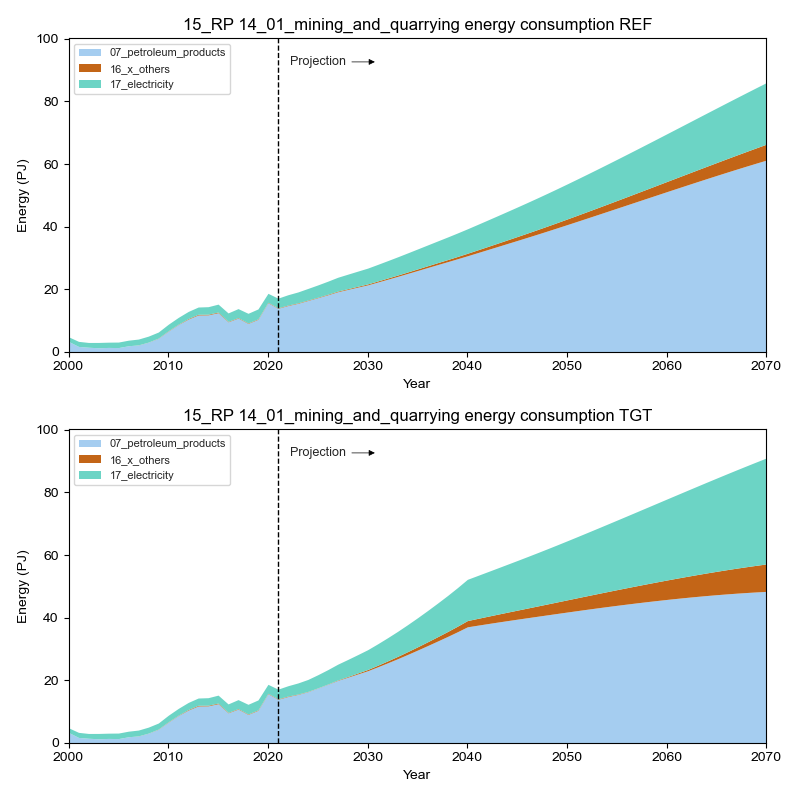 15_RP 14_01_mining_and_quarrying energy consumption REF
100
80
60
40
20
0
Energy (PJ)
07_petroleum_products
16_x_others
17_electricity
Projection
2000 2010 2020 2030 2040 2050 2060 2070
Year
15_RP 14_01_mining_and_quarrying energy consumption TGT
100
80
60
40
20
0
Energy (PJ)
07_petroleum_products
16_x_others
17_electricity
Projection
2000 2010 2020 2030 2040 2050 2060 2070
Year